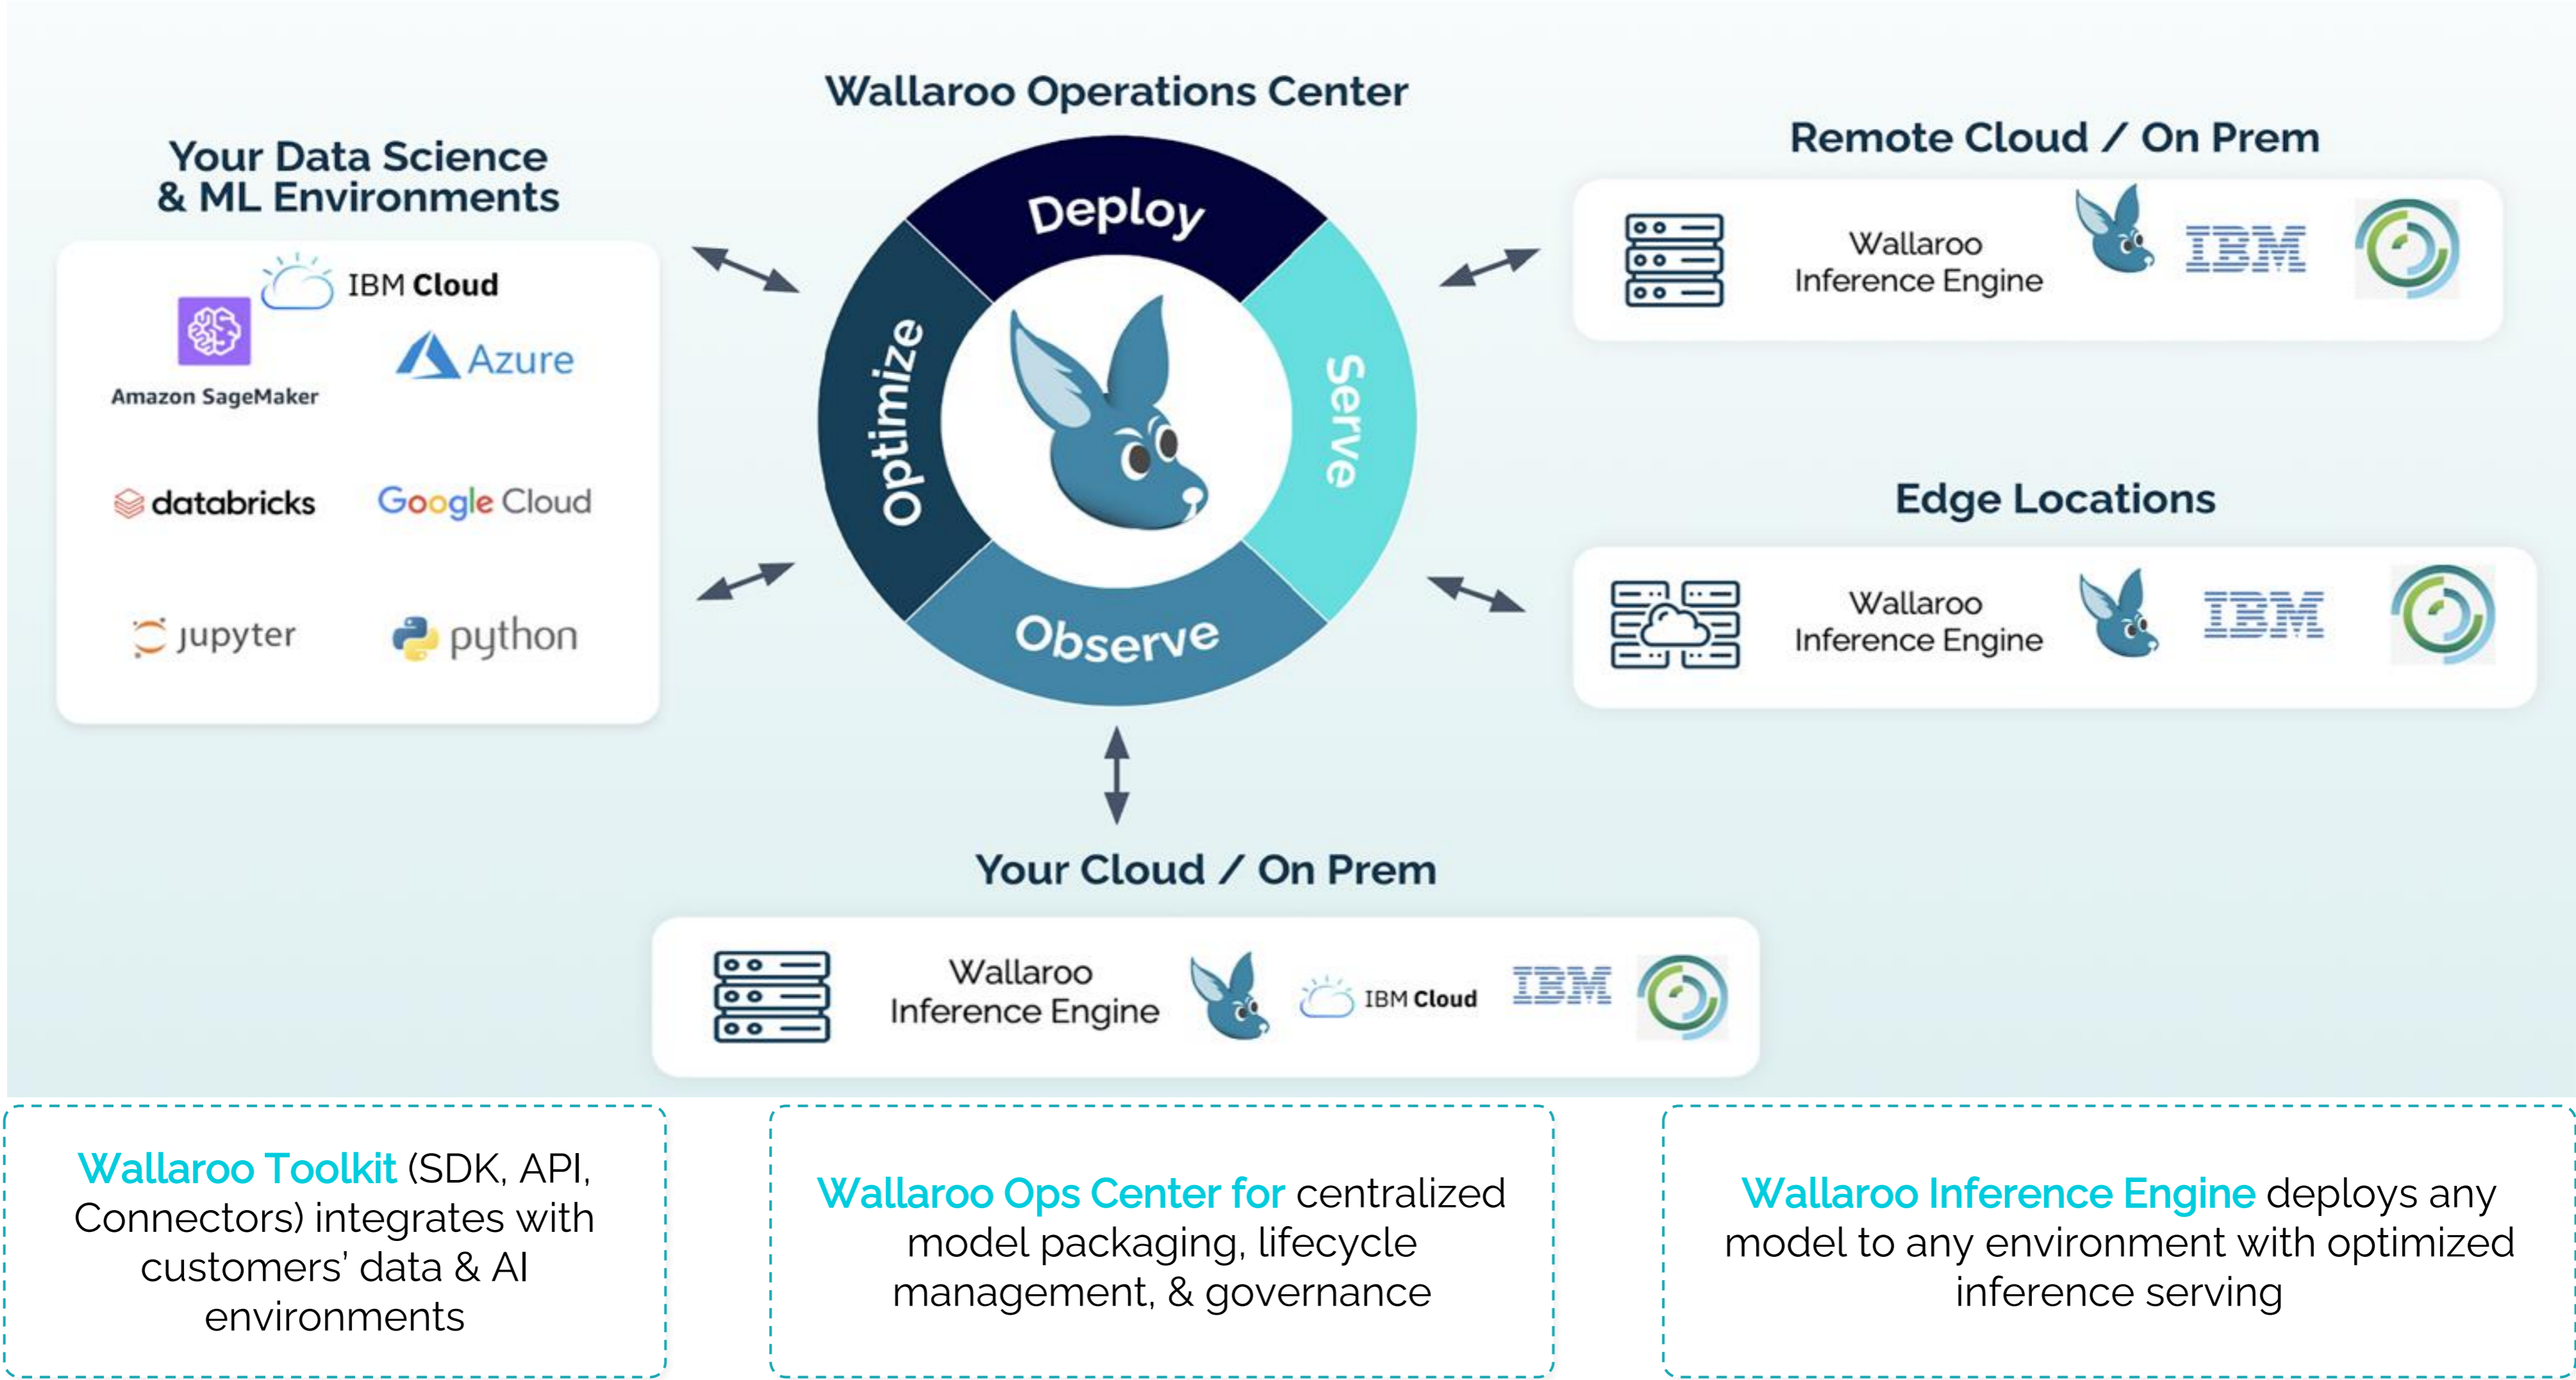 Wallaroo Operations Center
Your Data Science
& ML Environments
IBM Cloud
Amazon SageMaker
Azure
databricks
Google Cloud
jupyter
python
Deploy
Serve
Observe
Optimize
Remote Cloud / On Prem
Wallaroo
Inference Engine
IBM
Edge Locations
Wallaroo
Inference Engine
IBM
Your Cloud / On Prem
Wallaroo
Inference Engine
IBM Cloud
IBM
Wallaroo Toolkit (SDK, API,
Connectors) integrates with
customers’ data & AI
environments
Wallaroo Ops Center for centralized
model packaging, lifecycle
management, & governance
Wallaroo Inference Engine deploys any
model to any environment with optimized
inference serving